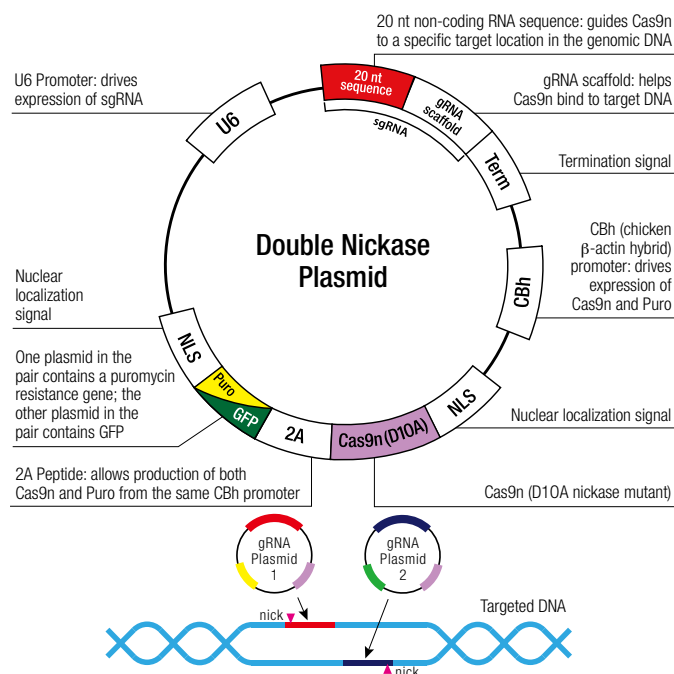 20 nt non-coding RNA sequence: guides Cas9n
to a specific target location in the genomic DNA
U6 Promoter: drives
expression of sgRNA
gRNA scaffold: helps
Cas9n bind to target DNA
20 nt
sequence
gRNA
scaffold
sgRNA
U6
Term
Termination signal
Double Nickase
Plasmid
CBh (chicken
β-actin hybrid)
promoter: drives
expression of
Cas9n and Puro
CBh
Nuclear
localization
signal
NLS
One plasmid in the
pair contains a puromycin
resistance gene; the
other plasmid in the
pair contains GFP
Puro
GFP
2A
Cas9n (D10A)
NLS
Nuclear localization signal
2A Peptide: allows production of both
Cas9n and Puro from the same CBh promoter
Cas9n (D10A nickase mutant)
gRNA
Plasmid
1
gRNA
Plasmid
2
nick
Targeted DNA
nick